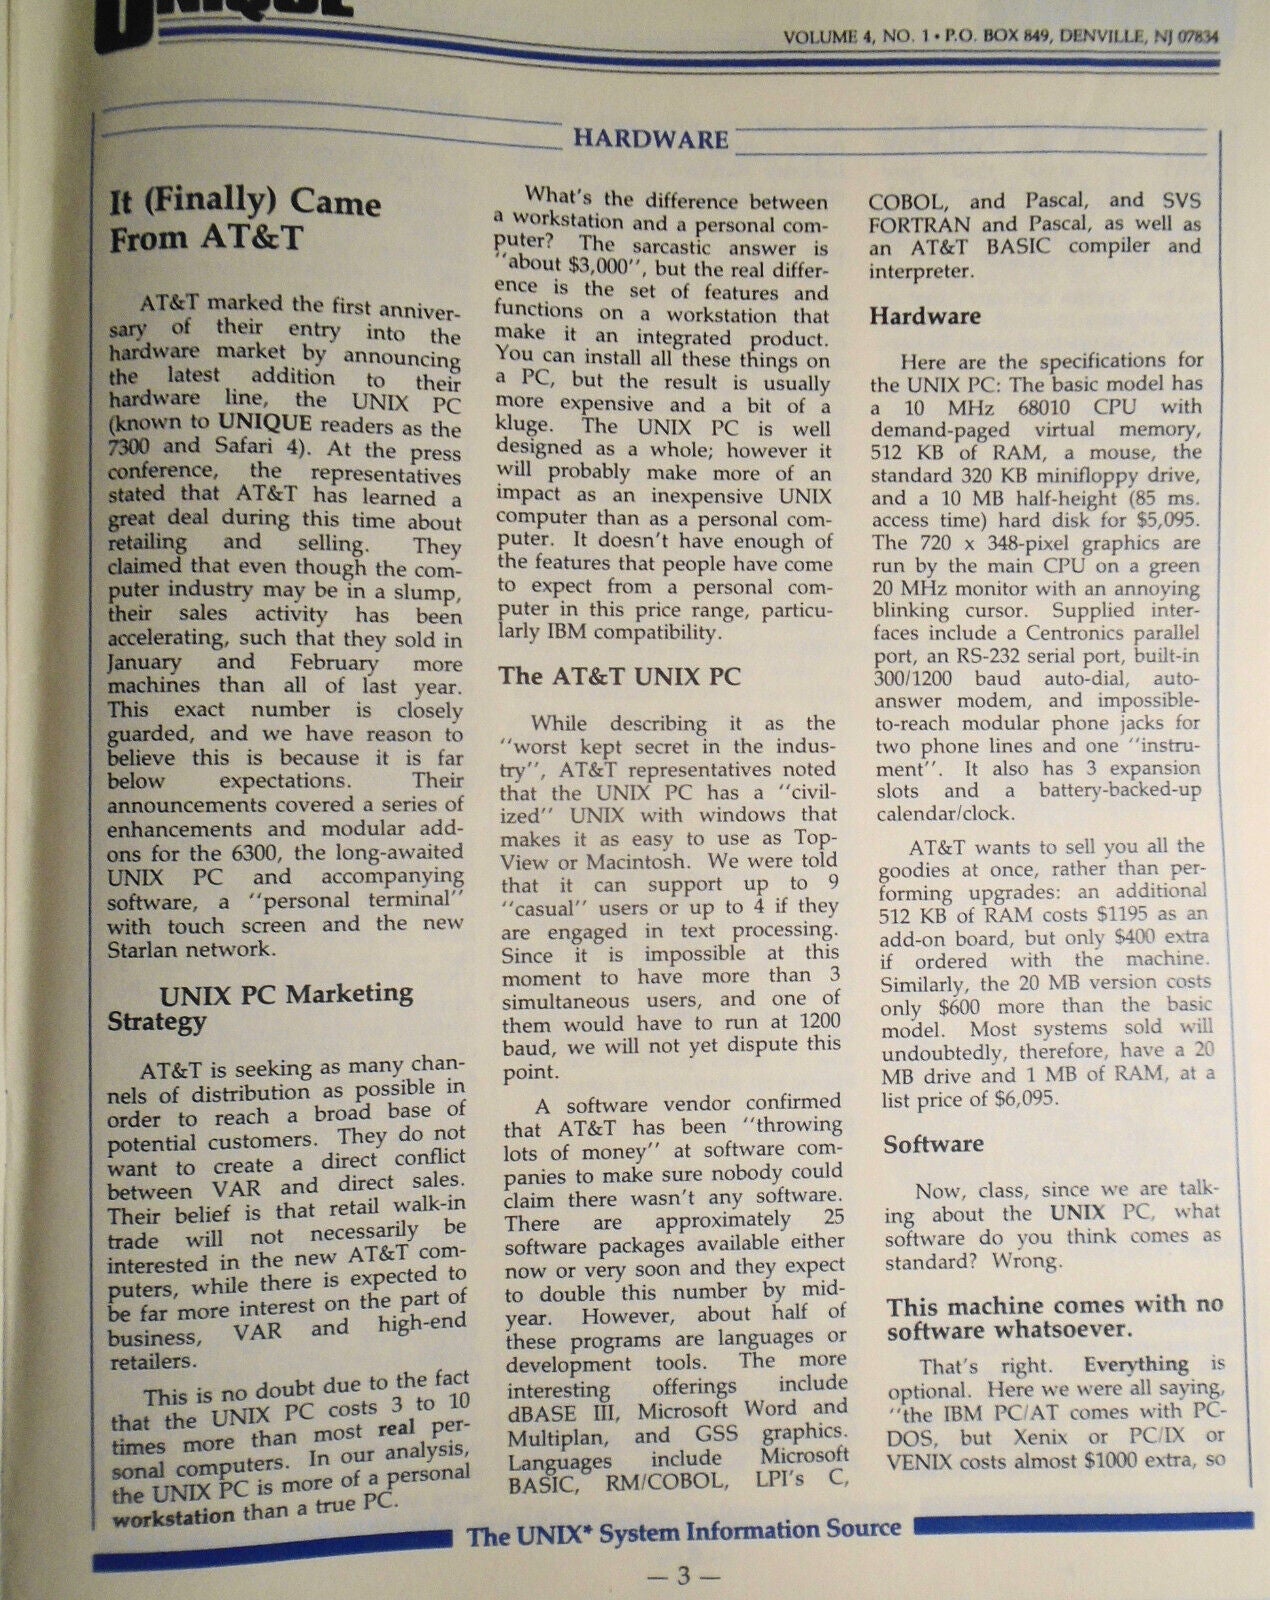 UNIQUE
VOLUME 4, NO. 1 • P.O. BOX 849, DENVILLE, NJ 07834
HARDWARE
It (Finally) Came
From AT&T
AT&T marked the first anniver-
sary of their entry into the
hardware market by announcing
the latest addition to their
hardware line, the UNIX PC
(known to UNIQUE readers as the
7300 and Safari 4). At the press
conference, the representatives
stated that AT&T has learned a
great deal during this time about
retailing and selling. They
claimed that even though the com-
puter industry may be in a slump,
their sales activity has been
accelerating, such that they sold in
January and February more
machines than all of last year.
This exact number is closely
guarded, and we have reason to
believe this is because it is far
below expectations. Their
announcements covered a series of
enhancements and modular add-
ons for the 6300, the long-awaited
UNIX PC and accompanying
software, a "personal terminal"
with touch screen and the new
Starlan network.
UNIX PC Marketing
Strategy
AT&T is seeking as many chan-
nels of distribution as possible in
order to reach a broad base of
potential customers. They do not
want to create a direct conflict
between VAR and direct sales.
Their belief is that retail walk-in
trade will not necessarily be
interested in the new AT&T com-
puters, while there is expected to
be far more interest on the part of
business, VAR and high-end
retailers.
This is no doubt due to the fact
that the UNIX PC costs 3 to 10
times more than most real per-
sonal computers. In our analysis,
the UNIX PC is more of a personal
workstation than a true PC.
What's the difference between
a workstation and a personal com-
puter? The sarcastic answer is
"about $3,000", but the real differ-
ence is the set of features and
functions on a workstation that
make it an integrated product.
You can install all these things on
a PC, but the result is usually
more expensive and a bit of a
kluge. The UNIX PC is well
designed as a whole; however it
will probably make more of an
impact as an inexpensive UNIX
computer than as a personal com-
puter. It doesn't have enough of
the features that people have come
to expect from a personal com-
puter in this price range, particu-
larly IBM compatibility.
The AT&T UNIX PC
While describing it as the
"worst kept secret in the indus-
try", AT&T representatives noted
that the UNIX PC has a "civil-
ized" UNIX with windows that
makes it as easy to use as Top-
View or Macintosh. We were told
that it can support up to 9
"casual" users or up to 4 if they
are engaged in text processing.
Since it is impossible at this
moment to have more than 3
simultaneous users, and one of
them would have to run at 1200
baud, we will not yet dispute this
point.
A software vendor confirmed
that AT&T has been "throwing
lots of money" at software com-
panies to make sure nobody could
claim there wasn't any software.
There are approximately 25
software packages available either
now or very soon and they expect
to double this number by mid-
year. However, about half of
these programs are languages or
development tools. The more
interesting offerings include
dBASE III, Microsoft Word and
Multiplan, and GSS graphics.
Languages include Microsoft
BASIC, RM/COBOL, LPI's C,
COBOL, and Pascal, and SVS
FORTRAN and Pascal, as well as
an AT&T BASIC compiler and
interpreter.
Hardware
Here are the specifications for
the UNIX PC: The basic model has
a 10 MHz 68010 CPU with
demand-paged virtual memory,
512 KB of RAM, a mouse, the
standard 320 KB minifloppy drive,
and a 10 MB half-height (85 ms.
access time) hard disk for $5,095.
The 720 x 348-pixel graphics are
run by the main CPU on a green
20 MHz monitor with an annoying
blinking cursor. Supplied inter-
faces include a Centronics parallel
port, an RS-232 serial port, built-in
300/1200 baud auto-dial, auto-
answer modem, and impossible-
to-reach modular phone jacks for
two phone lines and one "instru-
ment". It also has 3 expansion
slots and a battery-backed-up
calendar/clock.
AT&T wants to sell you all the
goodies at once, rather than per-
forming upgrades: an additional
512 KB of RAM costs $1195 as an
add-on board, but only $400 extra
if ordered with the machine.
Similarly, the 20 MB version costs
only $600 more than the basic
model. Most systems sold will
undoubtedly, therefore, have a 20
MB drive and 1 MB of RAM, at a
list price of $6,095.
Software
Now, class, since we are talk-
ing about the UNIX PC, what
software do you think comes as
standard? Wrong.
This machine comes with no
software whatsoever.
That's right. Everything is
optional. Here we were all saying,
"the IBM PC/AT comes with PC-
DOS, but Xenix or PC/IX or
VENIX costs almost $1000 extra, so
The UNIX* System Information Source
— 3 —